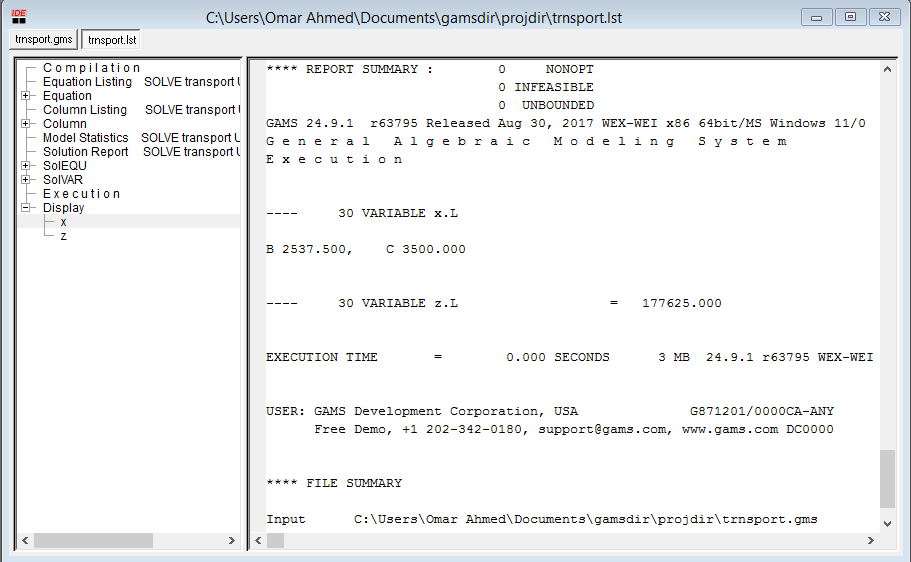 IDE
C:\Users\Omar Ahmed\Documents\gamsdir\projdir\trnsport.lst
trnsport.gms trnsport.lst
C o m p i l a t i o n
Equation Listing SOLVE transport U
Equation
Column Listing SOLVE transport U
Column
Model Statistics SOLVE transport U
Solution Report SOLVE transport U
SolEQU
SolVAR
E x e c u t i o n
Display
x
z
**** REPORT SUMMARY : 0 NONOPT
0 INFEASIBLE
0 UNBOUNDED
GAMS 24.9.1 r63795 Released Aug 30, 2017 WEX-WEI x86 64bit/MS Windows 11/0
G e n e r a l A l g e b r a i c M o d e l i n g S y s t e m
E x e c u t i o n
---- 30 VARIABLE x.L
B 2537.500, C 3500.000
---- 30 VARIABLE z.L = 177625.000
EXECUTION TIME = 0.000 SECONDS 3 MB 24.9.1 r63795 WEX-WEI
USER: GAMS Development Corporation, USA G871201/0000CA-ANY
Free Demo, +1 202-342-0180, support@gams.com, www.gams.com DC0000
**** FILE SUMMARY
Input C:\Users\Omar Ahmed\Documents\gamsdir\projdir\trnsport.gms